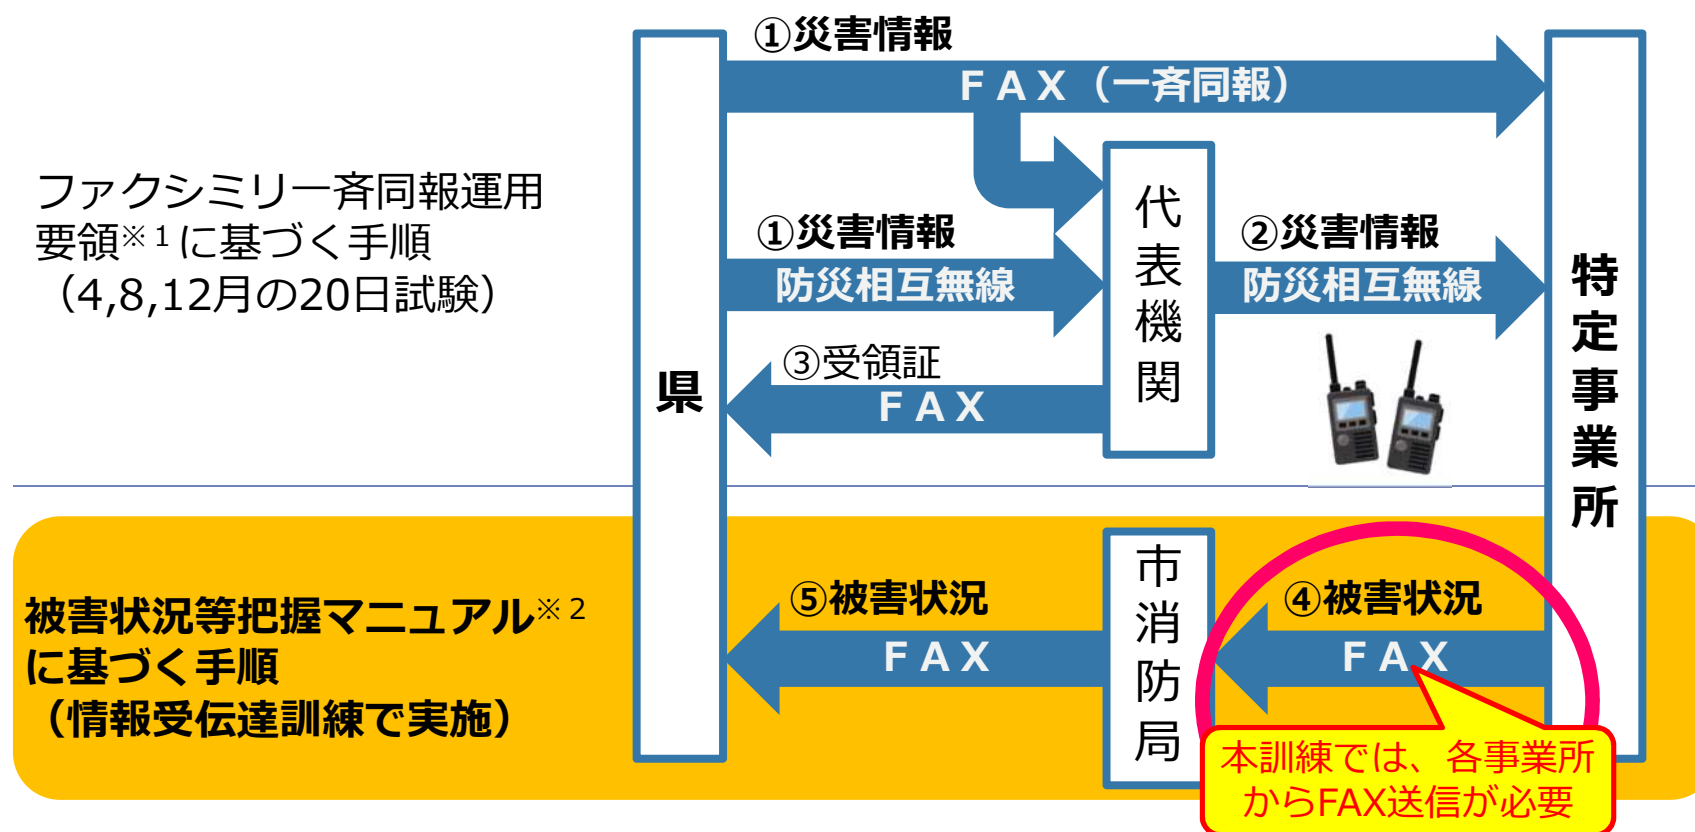 ①災害情報
ＦＡＸ（一斉同報）
ファクシミリ一斉同報運用
要領※１に基づく手順
（4,8,12月の20日試験）
①災害情報
防災相互無線
②災害情報
防災相互無線
③受領証
ＦＡＸ
県
代表機関
特定事業所
被害状況等把握マニュアル※２
に基づく手順
（情報受伝達訓練で実施）
⑤被害状況
ＦＡＸ
市消防局
④被害状況
ＦＡＸ
本訓練では、各事業所
からFAX送信が必要